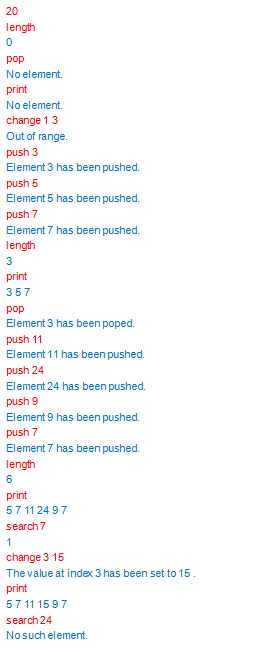 20
length
0
pop
No element.
print
No element.
change 1 3
Out of range.
push 3
Element 3 has been pushed.
push 5
Element 5 has been pushed.
push 7
Element 7 has been pushed.
length
3
print
3 5 7
pop
Element 3 has been poped.
push 11
Element 11 has been pushed.
push 24
Element 24 has been pushed.
push 9
Element 9 has been pushed.
push 7
Element 7 has been pushed.
length
6
print
5 7 11 24 9 7
search 7
1
change 3 15
The value at index 3 has been set to 15 .
print
5 7 11 15 9 7
search 24
No such element.